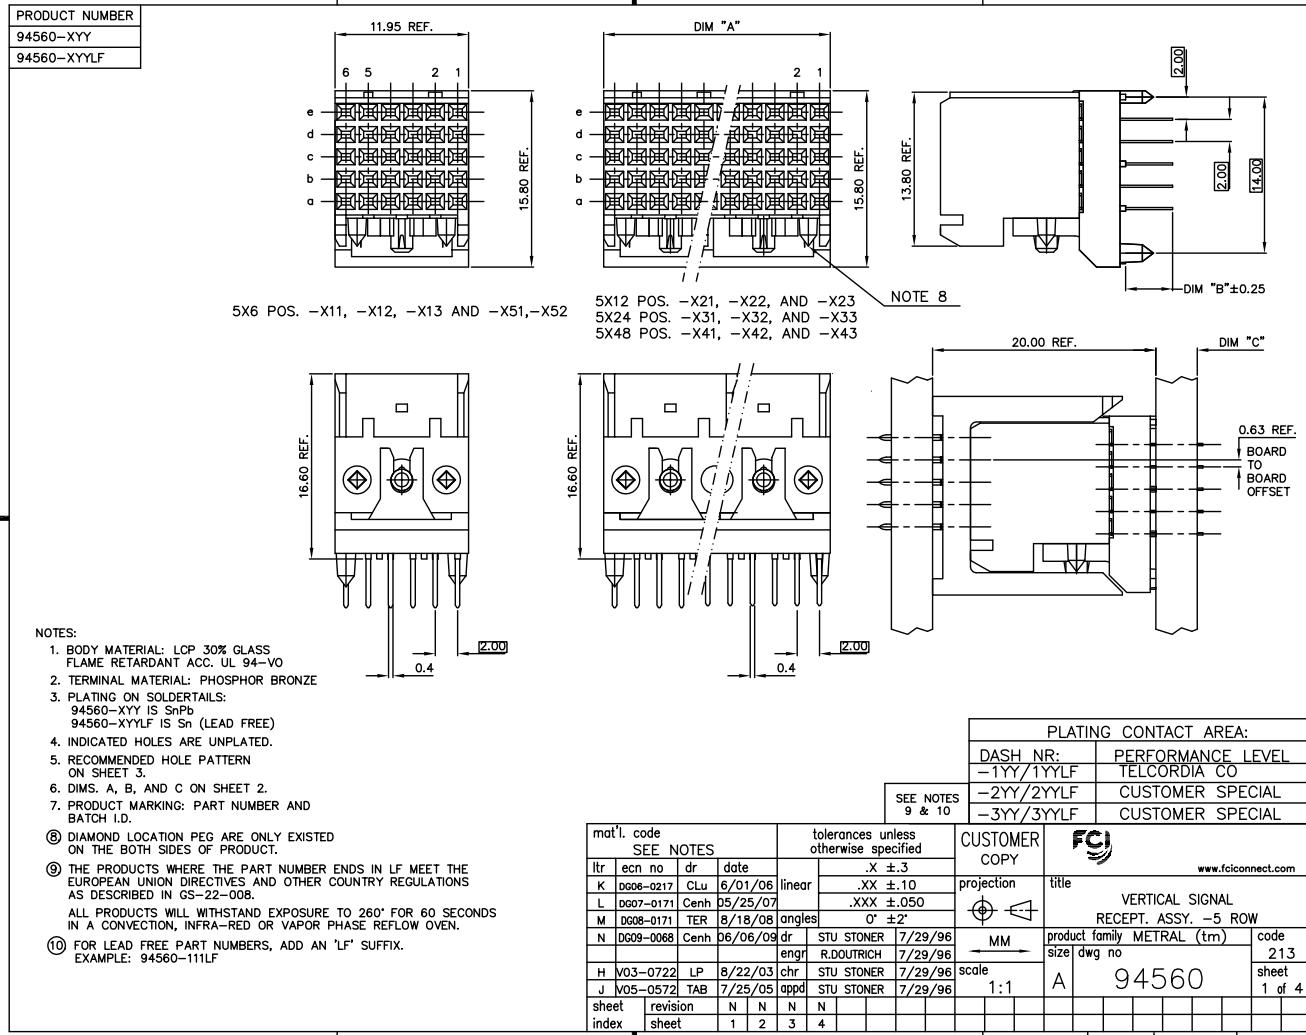 PRODUCT NUMBER
94560-XYY
94560-XYYLF
11.95 REF.
6 5 2 1
e
d
c
b
a
15.80 REF.
5X6 POS. -X11, -X12, -X13 AND -X51,-X52
DIM "A"
2 1
e
d
c
b
a
15.80 REF.
5X12 POS. -X21, -X22, AND -X23
5X24 POS. -X31, -X32, AND -X33
5X48 POS. -X41, -X42, AND -X43
NOTE 8
2.00
13.80 REF.
2.00
14.00
DIM "B"±0.25
16.60 REF.
2.00
0.4
16.60 REF.
2.00
0.4
20.00 REF.
DIM "C"
0.63 REF.
BOARD
TO
BOARD
OFFSET
NOTES:
1. BODY MATERIAL: LCP 30% GLASS
FLAME RETARDANT ACC. UL 94-VO
2. TERMINAL MATERIAL: PHOSPHOR BRONZE
3. PLATING ON SOLDERTAILS:
94560-XYY IS SnPb
94560-XYYLF IS Sn (LEAD FREE)
4. INDICATED HOLES ARE UNPLATED.
5. RECOMMENDED HOLE PATTERN
ON SHEET 3.
6. DIMS. A, B, AND C ON SHEET 2.
7. PRODUCT MARKING: PART NUMBER AND
BATCH I.D.
8 DIAMOND LOCATION PEG ARE ONLY EXISTED
ON THE BOTH SIDES OF PRODUCT.
9 THE PRODUCTS WHERE THE PART NUMBER ENDS IN LF MEET THE
EUROPEAN UNION DIRECTIVES AND OTHER COUNTRY REGULATIONS
AS DESCRIBED IN GS-22-008.
ALL PRODUCTS WILL WITHSTAND EXPOSURE TO 260° FOR 60 SECONDS
IN A CONVECTION, INFRA-RED OR VAPOR PHASE REFLOW OVEN.
10 FOR LEAD FREE PART NUMBERS, ADD AN 'LF' SUFFIX.
EXAMPLE: 94560-111LF
PLATING CONTACT AREA:
DASH NR: PERFORMANCE LEVEL
-1YY/1YYLF TELCORDIA CO
-2YY/2YYLF CUSTOMER SPECIAL
-3YY/3YYLF CUSTOMER SPECIAL
SEE NOTES
9 & 10
mat'l. code
SEE NOTES
tolerances unless
otherwise specified
CUSTOMER
COPY
FCI
www.fciconnect.com
ltr ecn no dr date
K DG06-0217 CLu 6/01/06
L DG07-0171 Cenh 05/25/07
M DG08-0171 TER 8/18/08
N DG09-0068 Cenh 06/06/09
H V03-0722 LP 8/22/03
J V05-0572 TAB 7/25/05
linear
.X ±.3
.XX ±.10
.XXX ±.050
angles 0° ±2°
dr STU STONER 7/29/96
engr R.DOUTRICH 7/29/96
chr STU STONER 7/29/96
appd STU STONER 7/29/96
projection
MM
scale
1:1
title
VERTICAL SIGNAL
RECEPT. ASSY. -5 ROW
product family METRAL (tm)
code
213
size
A
dwg no
94560
sheet
1 of 4
sheet revision N N N N
index sheet 1 2 3 4